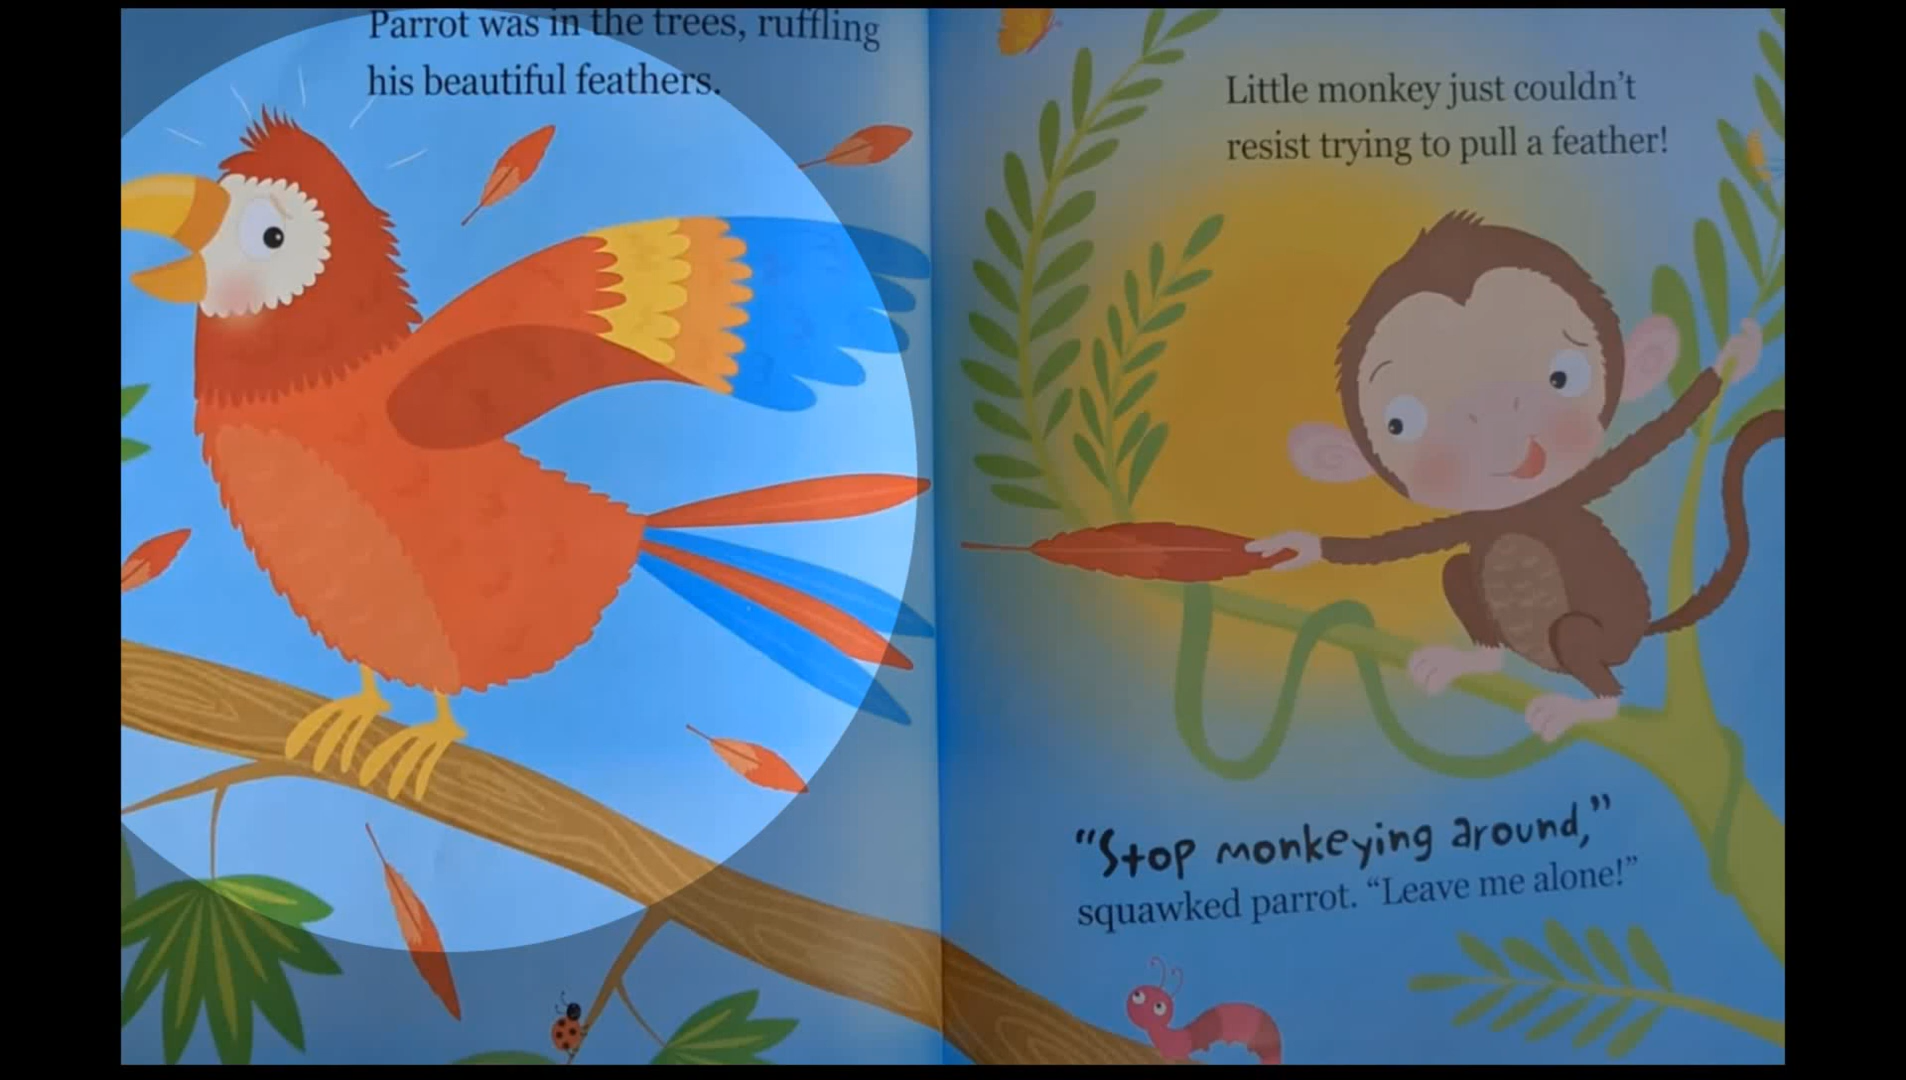 Parrot was in the trees, ruffling
his beautiful feathers.
Little monkey just couldn't
resist trying to pull a feather!
"Stop monkeying around,"
squawked parrot. "Leave me alone!"